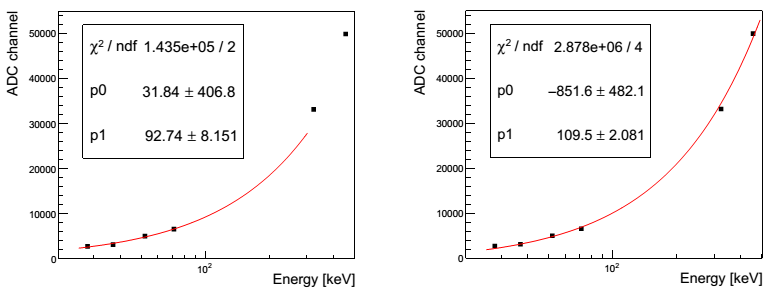 ADC channel
50000
40000
30000
20000
10000
0
χ² / ndf 1.435e+05 / 2
p0 31.84 ± 406.8
p1 92.74 ± 8.151
10²
Energy [keV]
ADC channel
50000
40000
30000
20000
10000
0
χ² / ndf 2.878e+06 / 4
p0 −851.6 ± 482.1
p1 109.5 ± 2.081
10²
Energy [keV]